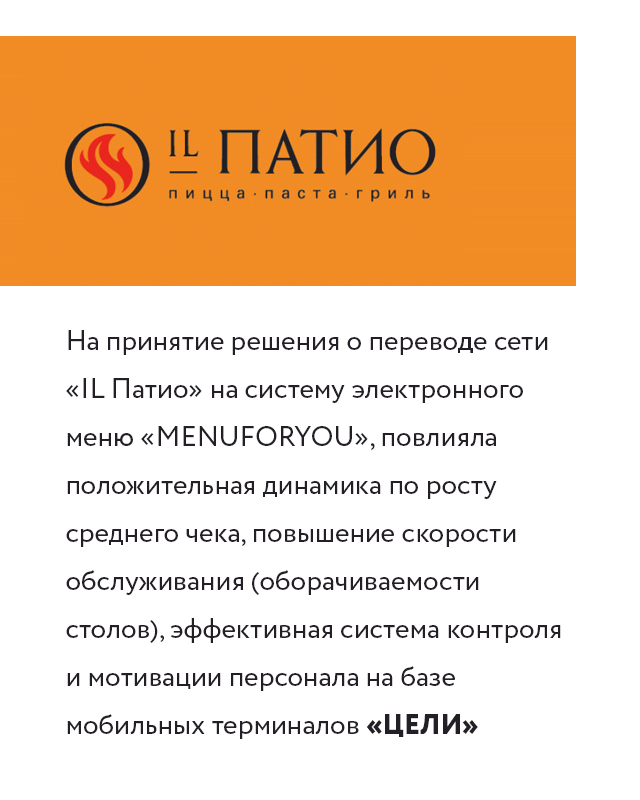 IL ПАТИО
пицца · паста · гриль
На принятие решения о переводе сети
«IL Патио» на систему электронного
меню «MENUFORYOU», повлияла
положительная динамика по росту
среднего чека, повышение скорости
обслуживания (оборачиваемости
столов), эффективная система контроля
и мотивации персонала на базе
мобильных терминалов «ЦЕЛИ»